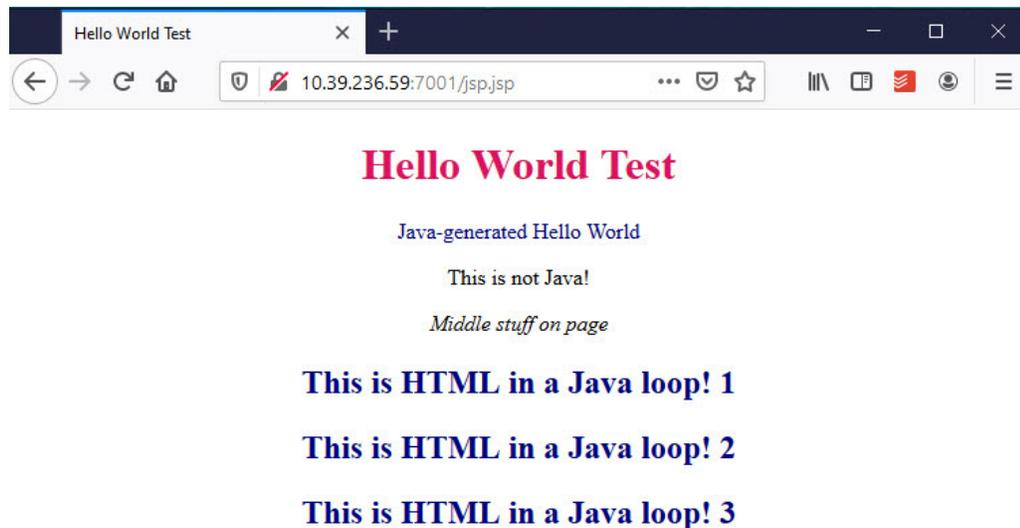 Hello World Test
10.39.236.59:7001/jsp.jsp
Hello World Test
Java-generated Hello World
This is not Java!
Middle stuff on page
This is HTML in a Java loop! 1
This is HTML in a Java loop! 2
This is HTML in a Java loop! 3